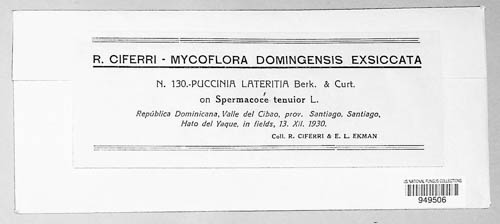 R. CIFERRI - MYCOFLORA DOMINGENSIS EXSICCATA
N. 130.-PUCCINIA LATERITIA Berk. & Curt.
on Spermacoće tenuior L.
República Dominicana, Valle del Cibao, prov. Santiago, Santiago,
Hato del Yaque, in fields, 13. XII. 1930.
Coll. R. CIFERRI & E. L. EKMAN
US NATIONAL FUNGUS COLLECTIONS
949506